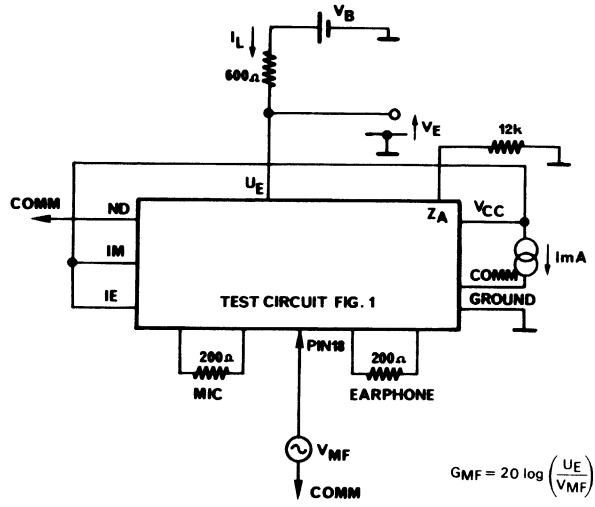 V_B
I_L
600Ω
V_E
12k
U_E
COMM
ND
Z_A
V_CC
IM
1mA
COMM
IE
TEST CIRCUIT FIG. 1
GROUND
200Ω
PIN18
200Ω
MIC
EARPHONE
V_MF
G_MF = 20 log (U_E / V_MF)
COMM